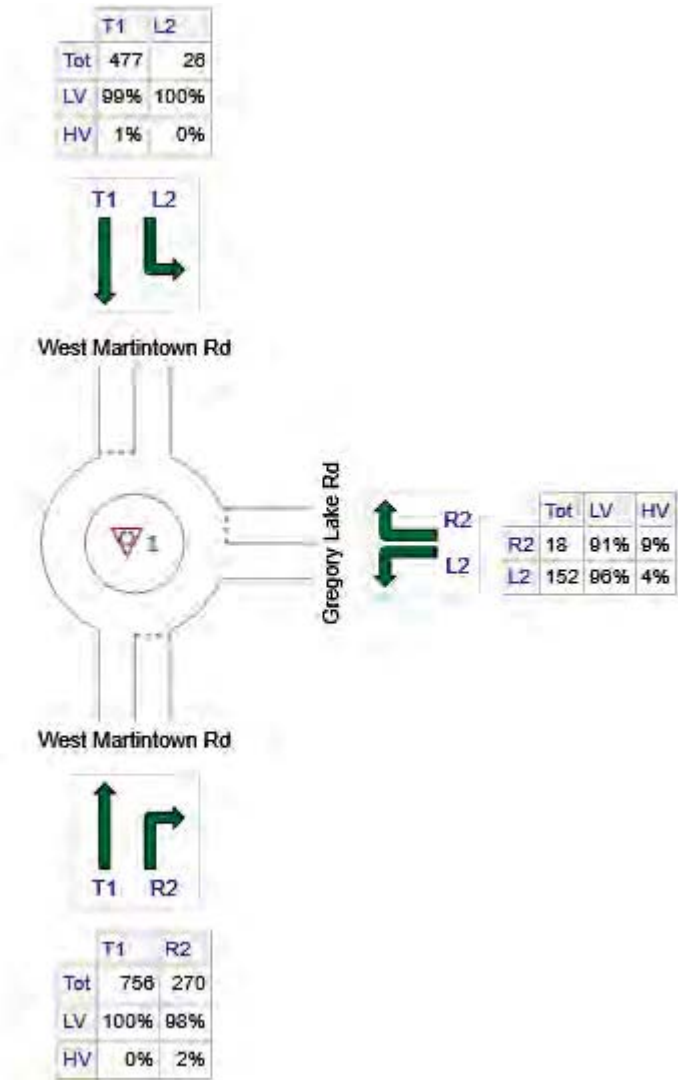 T1 L2
Tot 477 26
LV 99% 100%
HV 1% 0%
T1 L2
West Martintown Rd
1
Gregory Lake Rd
R2
L2
Tot LV HV
R2 18 91% 9%
L2 152 96% 4%
West Martintown Rd
T1 R2
T1 R2
Tot 756 270
LV 100% 98%
HV 0% 2%